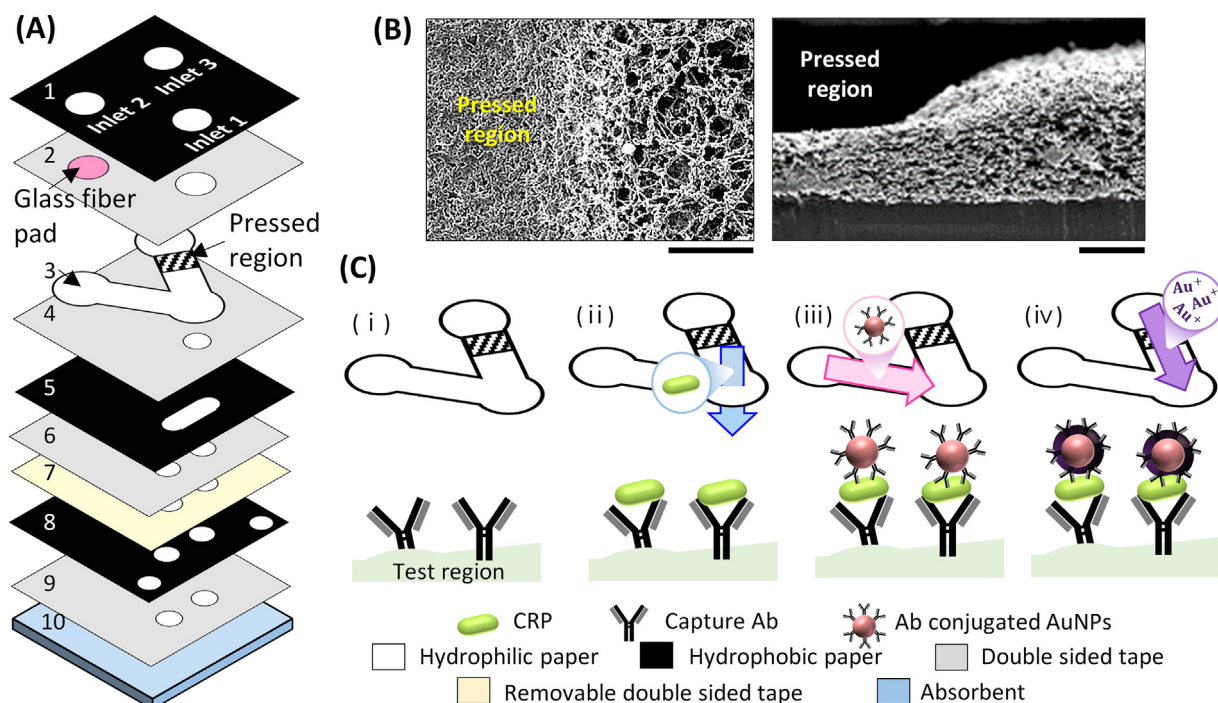 (A)
1
Inlet 2
Inlet 3
Inlet 1
2
Glass fiber
pad
Pressed
region
3
4
5
6
7
8
9
10
(B)
Pressed
region
Pressed
region
(C)
(i)
(ii)
(iii)
(iv)
Au+
Au+
Au+
Test region
CRP
Capture Ab
Ab conjugated AuNPs
Hydrophilic paper
Hydrophobic paper
Double sided tape
Removable double sided tape
Absorbent